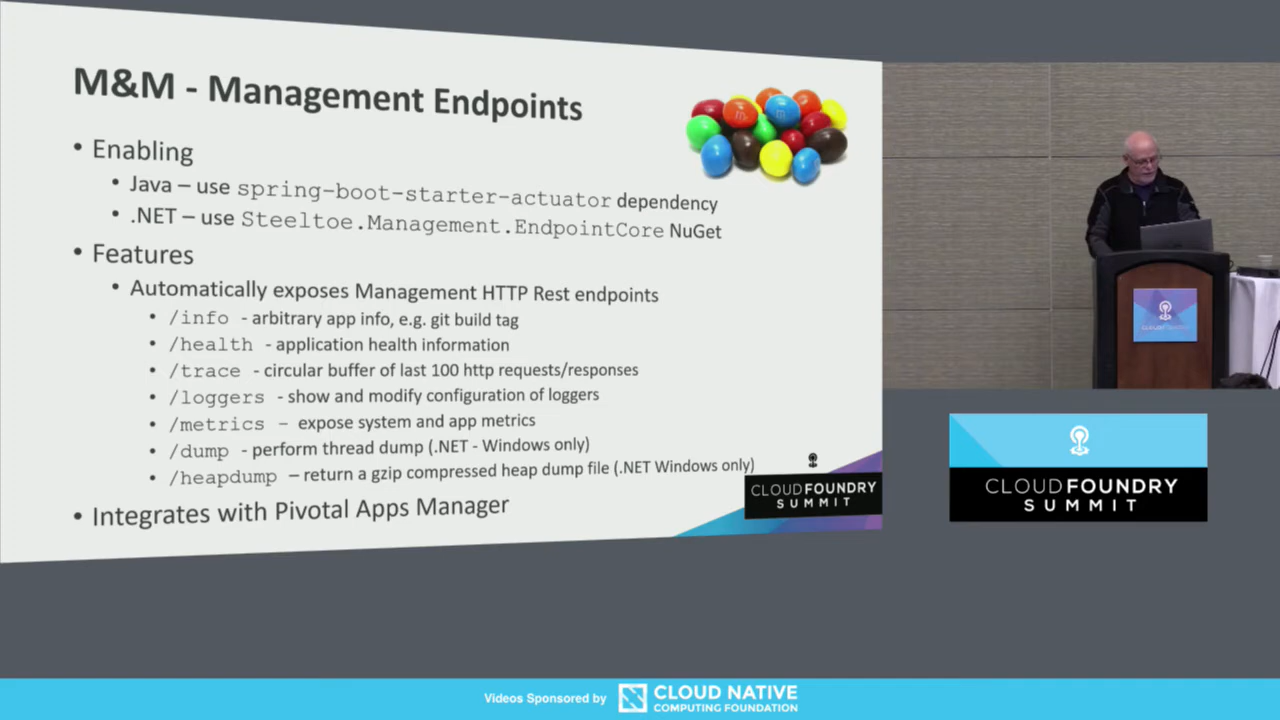 M&M - Management Endpoints
• Enabling
• Java – use spring-boot-starter-actuator dependency
• .NET – use Steeltoe.Management.EndpointCore NuGet
• Features
• Automatically exposes Management HTTP Rest endpoints
• /info - arbitrary app info, e.g. git build tag
• /health - application health information
• /trace - circular buffer of last 100 http requests/responses
• /loggers - show and modify configuration of loggers
• /metrics – expose system and app metrics
• /dump - perform thread dump (.NET - Windows only)
• /heapdump – return a gzip compressed heap dump file (.NET Windows only)
• Integrates with Pivotal Apps Manager
CLOUDFOUNDRY
SUMMIT
CLOUDFOUNDRY
SUMMIT
Videos Sponsored by
CLOUD NATIVE
COMPUTING FOUNDATION